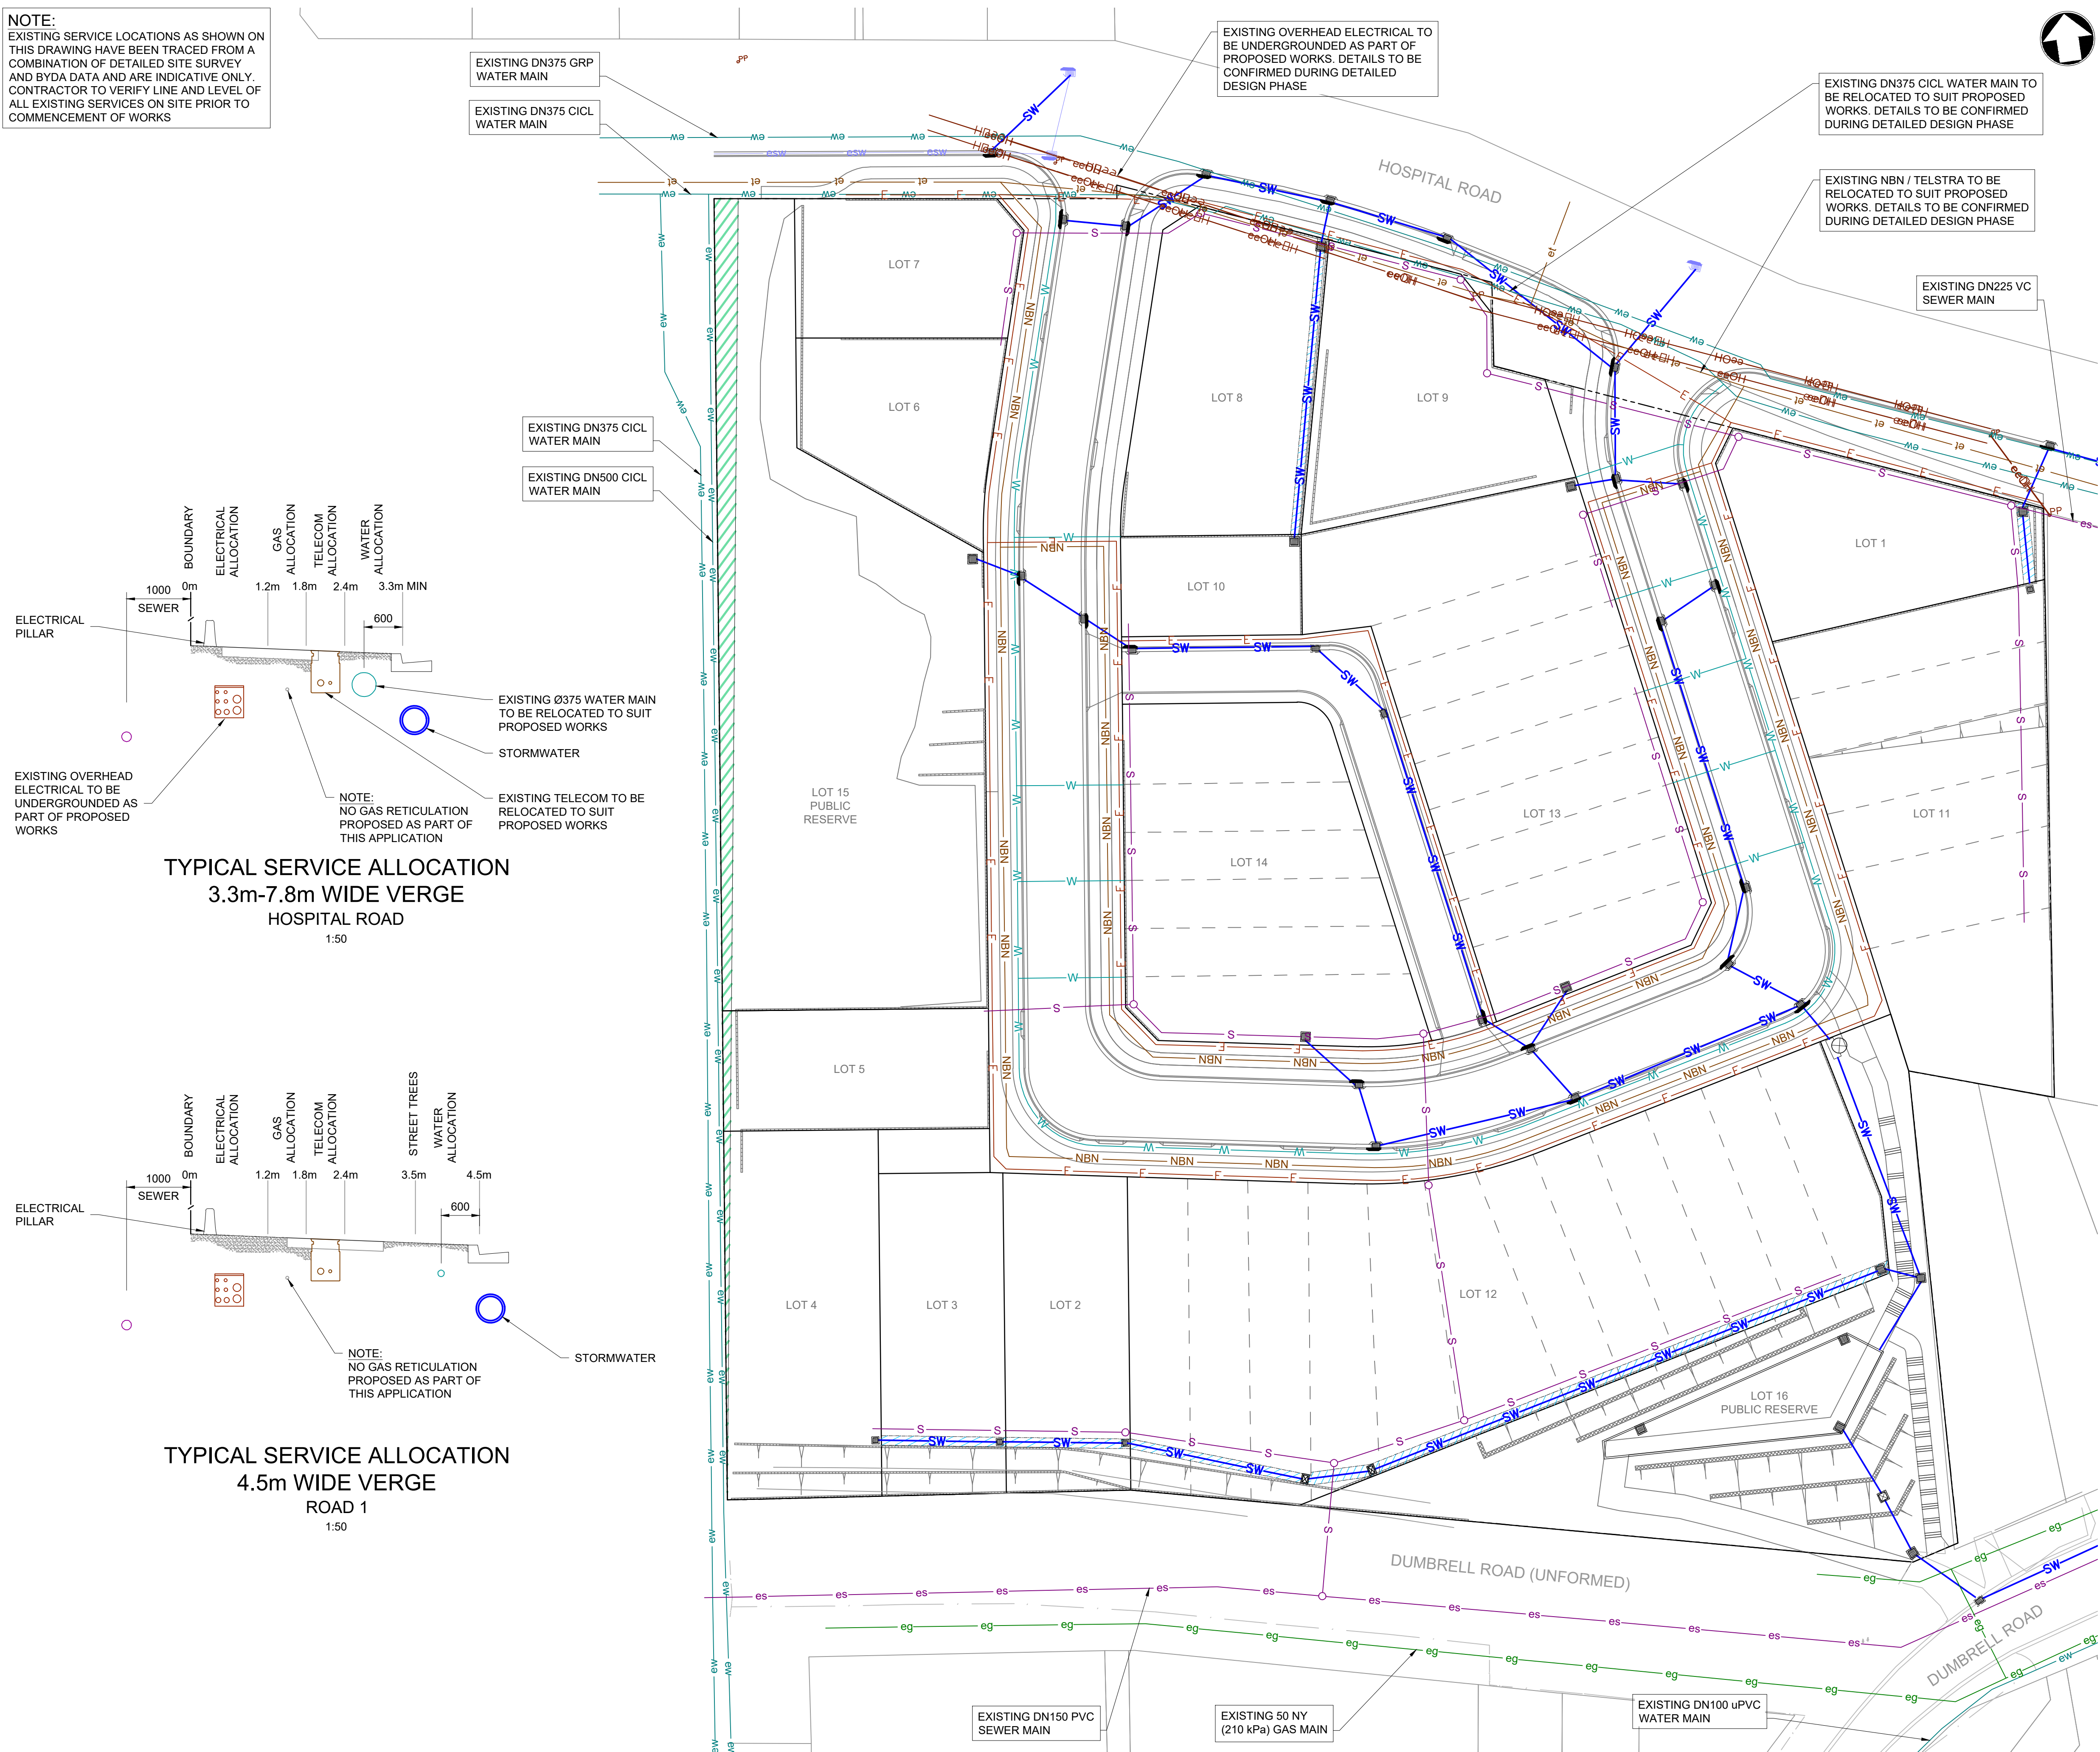 NOTE:
EXISTING SERVICE LOCATIONS AS SHOWN ON
THIS DRAWING HAVE BEEN TRACED FROM A
COMBINATION OF DETAILED SITE SURVEY
AND BYDA DATA AND ARE INDICATIVE ONLY.
CONTRACTOR TO VERIFY LINE AND LEVEL OF
ALL EXISTING SERVICES ON SITE PRIOR TO
COMMENCEMENT OF WORKS
EXISTING DN375 GRP
WATER MAIN
EXISTING DN375 CICL
WATER MAIN
EXISTING OVERHEAD ELECTRICAL TO
BE UNDERGROUNDED AS PART OF
PROPOSED WORKS. DETAILS TO BE
CONFIRMED DURING DETAILED
DESIGN PHASE
EXISTING DN375 CICL WATER MAIN TO
BE RELOCATED TO SUIT PROPOSED
WORKS. DETAILS TO BE CONFIRMED
DURING DETAILED DESIGN PHASE
EXISTING NBN / TELSTRA TO BE
RELOCATED TO SUIT PROPOSED
WORKS. DETAILS TO BE CONFIRMED
DURING DETAILED DESIGN PHASE
EXISTING DN225 VC
SEWER MAIN
HOSPITAL ROAD
EXISTING DN375 CICL
WATER MAIN
EXISTING DN500 CICL
WATER MAIN
LOT 7
LOT 6
LOT 8
LOT 9
LOT 10
LOT 1
LOT 15
PUBLIC
RESERVE
LOT 14
LOT 13
LOT 11
LOT 5
LOT 4
LOT 3
LOT 2
LOT 12
LOT 16
PUBLIC RESERVE
BOUNDARY
ELECTRICAL
ALLOCATION
GAS
ALLOCATION
TELECOM
ALLOCATION
WATER
ALLOCATION
1000
0m
1.2m
1.8m
2.4m
3.3m MIN
SEWER
600
ELECTRICAL
PILLAR
EXISTING Ø375 WATER MAIN
TO BE RELOCATED TO SUIT
PROPOSED WORKS
STORMWATER
EXISTING OVERHEAD
ELECTRICAL TO BE
UNDERGROUNDED AS
PART OF PROPOSED
WORKS
NOTE:
NO GAS RETICULATION
PROPOSED AS PART OF
THIS APPLICATION
EXISTING TELECOM TO BE
RELOCATED TO SUIT
PROPOSED WORKS
TYPICAL SERVICE ALLOCATION
3.3m-7.8m WIDE VERGE
HOSPITAL ROAD
1:50
BOUNDARY
ELECTRICAL
ALLOCATION
GAS
ALLOCATION
TELECOM
ALLOCATION
STREET TREES
WATER
ALLOCATION
1000
0m
1.2m
1.8m
2.4m
3.5m
4.5m
SEWER
600
ELECTRICAL
PILLAR
NOTE:
NO GAS RETICULATION
PROPOSED AS PART OF
THIS APPLICATION
STORMWATER
TYPICAL SERVICE ALLOCATION
4.5m WIDE VERGE
ROAD 1
1:50
DUMBRELL ROAD (UNFORMED)
DUMBRELL ROAD
EXISTING DN150 PVC
SEWER MAIN
EXISTING 50 NY
(210 kPa) GAS MAIN
EXISTING DN100 uPVC
WATER MAIN